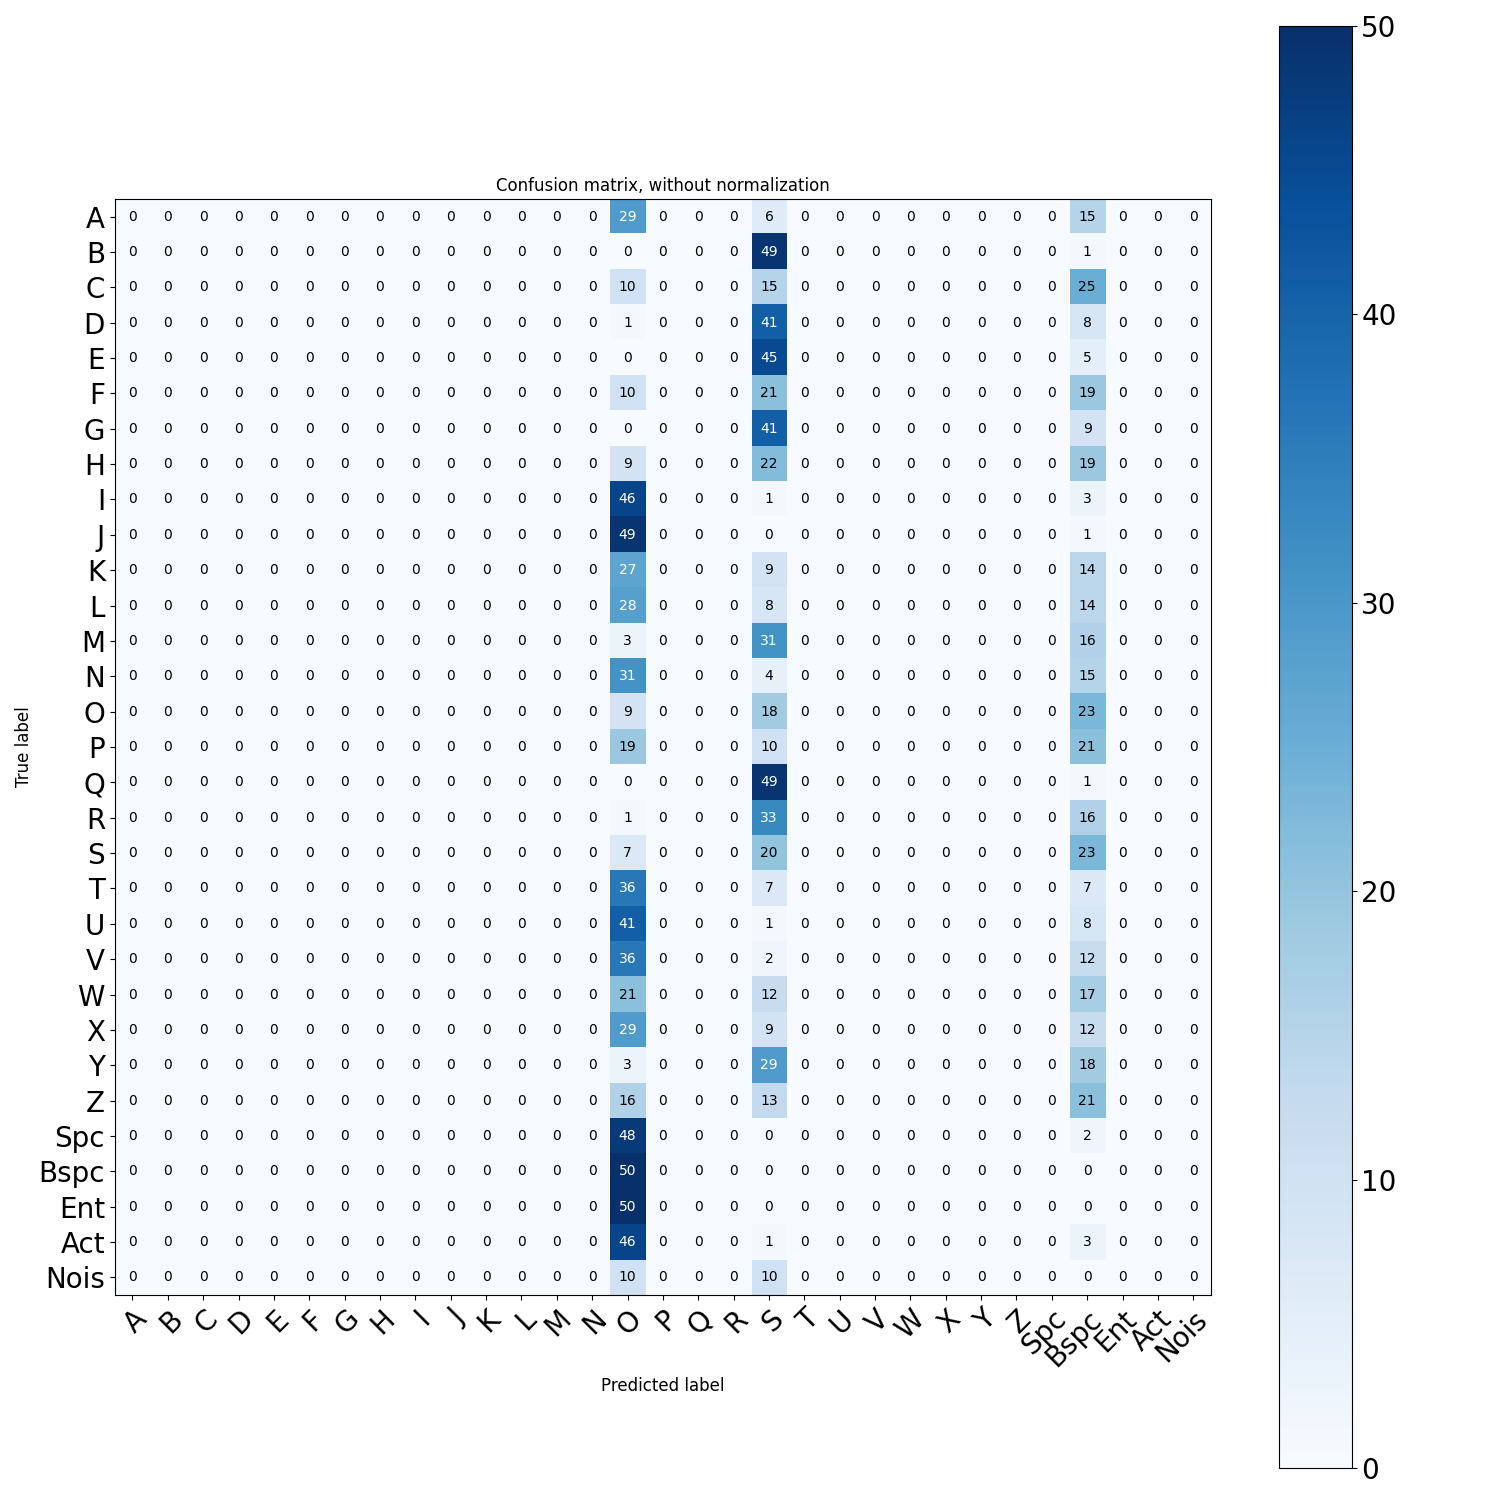 Confusion matrix, without normalization
A 0 0 0 0 0 0 0 0 0 0 0 0 0 0 29 0 0 0 6 0 0 0 0 0 0 0 0 15 0 0 0
B 0 0 0 0 0 0 0 0 0 0 0 0 0 0 0 0 0 0 49 0 0 0 0 0 0 0 0 1 0 0 0
C 0 0 0 0 0 0 0 0 0 0 0 0 0 0 10 0 0 0 15 0 0 0 0 0 0 0 0 25 0 0 0
D 0 0 0 0 0 0 0 0 0 0 0 0 0 0 1 0 0 0 41 0 0 0 0 0 0 0 0 8 0 0 0
E 0 0 0 0 0 0 0 0 0 0 0 0 0 0 0 0 0 0 45 0 0 0 0 0 0 0 0 5 0 0 0
F 0 0 0 0 0 0 0 0 0 0 0 0 0 0 10 0 0 0 21 0 0 0 0 0 0 0 0 19 0 0 0
G 0 0 0 0 0 0 0 0 0 0 0 0 0 0 0 0 0 0 41 0 0 0 0 0 0 0 0 9 0 0 0
H 0 0 0 0 0 0 0 0 0 0 0 0 0 0 9 0 0 0 22 0 0 0 0 0 0 0 0 19 0 0 0
I 0 0 0 0 0 0 0 0 0 0 0 0 0 0 46 0 0 0 1 0 0 0 0 0 0 0 0 3 0 0 0
J 0 0 0 0 0 0 0 0 0 0 0 0 0 0 49 0 0 0 0 0 0 0 0 0 0 0 0 1 0 0 0
K 0 0 0 0 0 0 0 0 0 0 0 0 0 0 27 0 0 0 9 0 0 0 0 0 0 0 0 14 0 0 0
L 0 0 0 0 0 0 0 0 0 0 0 0 0 0 28 0 0 0 8 0 0 0 0 0 0 0 0 14 0 0 0
M 0 0 0 0 0 0 0 0 0 0 0 0 0 0 3 0 0 0 31 0 0 0 0 0 0 0 0 16 0 0 0
N 0 0 0 0 0 0 0 0 0 0 0 0 0 0 31 0 0 0 4 0 0 0 0 0 0 0 0 15 0 0 0
O 0 0 0 0 0 0 0 0 0 0 0 0 0 0 9 0 0 0 18 0 0 0 0 0 0 0 0 23 0 0 0
P 0 0 0 0 0 0 0 0 0 0 0 0 0 0 19 0 0 0 10 0 0 0 0 0 0 0 0 21 0 0 0
Q 0 0 0 0 0 0 0 0 0 0 0 0 0 0 0 0 0 0 49 0 0 0 0 0 0 0 0 1 0 0 0
R 0 0 0 0 0 0 0 0 0 0 0 0 0 0 1 0 0 0 33 0 0 0 0 0 0 0 0 16 0 0 0
S 0 0 0 0 0 0 0 0 0 0 0 0 0 0 7 0 0 0 20 0 0 0 0 0 0 0 0 23 0 0 0
T 0 0 0 0 0 0 0 0 0 0 0 0 0 0 36 0 0 0 7 0 0 0 0 0 0 0 0 7 0 0 0
U 0 0 0 0 0 0 0 0 0 0 0 0 0 0 41 0 0 0 1 0 0 0 0 0 0 0 0 8 0 0 0
V 0 0 0 0 0 0 0 0 0 0 0 0 0 0 36 0 0 0 2 0 0 0 0 0 0 0 0 12 0 0 0
W 0 0 0 0 0 0 0 0 0 0 0 0 0 0 21 0 0 0 12 0 0 0 0 0 0 0 0 17 0 0 0
X 0 0 0 0 0 0 0 0 0 0 0 0 0 0 29 0 0 0 9 0 0 0 0 0 0 0 0 12 0 0 0
Y 0 0 0 0 0 0 0 0 0 0 0 0 0 0 3 0 0 0 29 0 0 0 0 0 0 0 0 18 0 0 0
Z 0 0 0 0 0 0 0 0 0 0 0 0 0 0 16 0 0 0 13 0 0 0 0 0 0 0 0 21 0 0 0
Spc 0 0 0 0 0 0 0 0 0 0 0 0 0 0 48 0 0 0 0 0 0 0 0 0 0 0 0 2 0 0 0
Bspc 0 0 0 0 0 0 0 0 0 0 0 0 0 0 50 0 0 0 0 0 0 0 0 0 0 0 0 0 0 0 0
Ent 0 0 0 0 0 0 0 0 0 0 0 0 0 0 50 0 0 0 0 0 0 0 0 0 0 0 0 0 0 0 0
Act 0 0 0 0 0 0 0 0 0 0 0 0 0 0 46 0 0 0 1 0 0 0 0 0 0 0 0 3 0 0 0
Nois 0 0 0 0 0 0 0 0 0 0 0 0 0 0 10 0 0 0 10 0 0 0 0 0 0 0 0 0 0 0 0
A B C D E F G H I J K L M N O P Q R S T U V W X Y Z Spc Bspc Ent Act Nois
Predicted label
True label
50
40
30
20
10
0